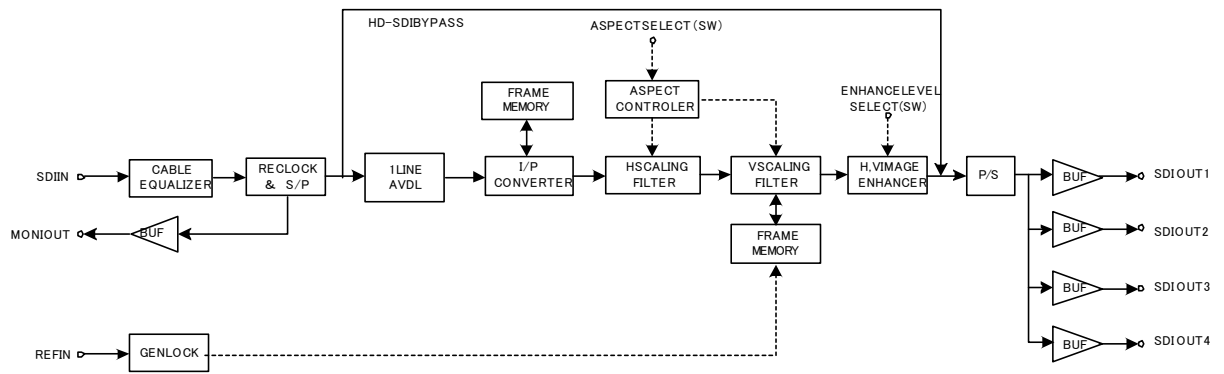 HD-SDIBYPASS
ASPECTSELECT(SW)
FRAME
MEMORY
ASPECT
CONTROLER
ENHANCELEVEL
SELECT(SW)
SDIIN
CABLE
EQUALIZER
RECLOCK
& S/P
1LINE
AVDL
I/P
CONVERTER
HSCALING
FILTER
VSCALING
FILTER
H,VIMAGE
ENHANCER
P/S
BUF
SDIOUT1
MONIOUT
BUF
FRAME
MEMORY
BUF
SDIOUT2
BUF
SDIOUT3
REFIN
GENLOCK
BUF
SDIOUT4